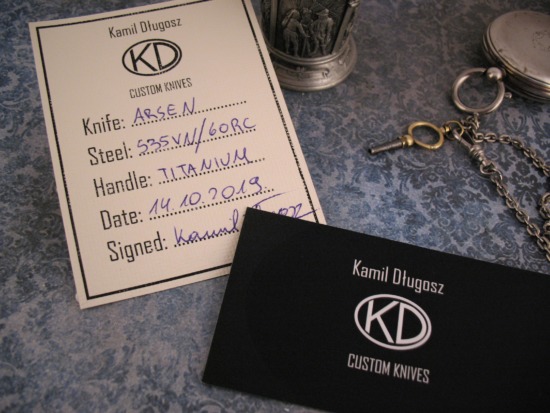 Kamil Długosz
KD
CUSTOM KNIVES
Knife: ARSEN
Steel: S35VN/60RC
Handle: TITANIUM
Date: 14.10.2019
Signed: Kamil
Kamil Długosz
KD
CUSTOM KNIVES